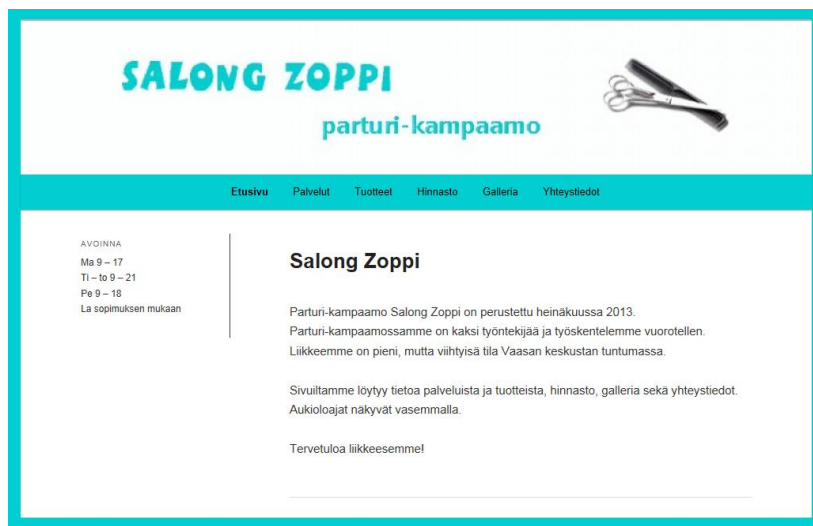 SALONG ZOPPI
parturi-kampaamo
Etusivu Palvelut Tuotteet Hinnasto Galleria Yhteystiedot
AVOINNA
Ma 9 – 17
Ti – to 9 – 21
Pe 9 – 18
La sopimuksen mukaan
Salong Zoppi
Parturi-kampaamo Salong Zoppi on perustettu heinäkuussa 2013.
Parturi-kampaamossamme on kaksi työntekijää ja työskentelemme vuorotellen.
Liikkeemme on pieni, mutta viihtyisä tila Vaasan keskustan tuntumassa.
Sivuiltamme löytyy tietoa palveluista ja tuotteista, hinnasto, galleria sekä yhteystiedot.
Aukioloajat näkyvät vasemmalla.
Tervetuloa liikkeesemme!